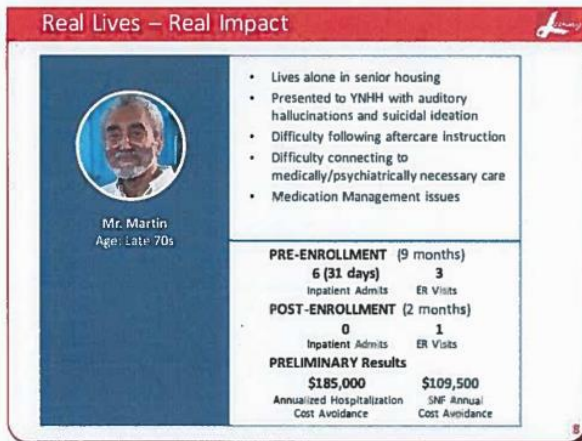 Real Lives – Real Impact
• Lives alone in senior housing
• Presented to YNHH with auditory
hallucinations and suicidal ideation
• Difficulty following aftercare instruction
• Difficulty connecting to
medically/psychiatrically necessary care
• Medication Management issues
Mr. Martin
Age: Late 70s
PRE-ENROLLMENT (9 months)
6 (31 days) 3
Inpatient Admits ER Visits
POST-ENROLLMENT (2 months)
0 1
Inpatient Admits ER Visits
PRELIMINARY Results
$185,000 $109,500
Annualized Hospitalization SNF Annual
Cost Avoidance Cost Avoidance